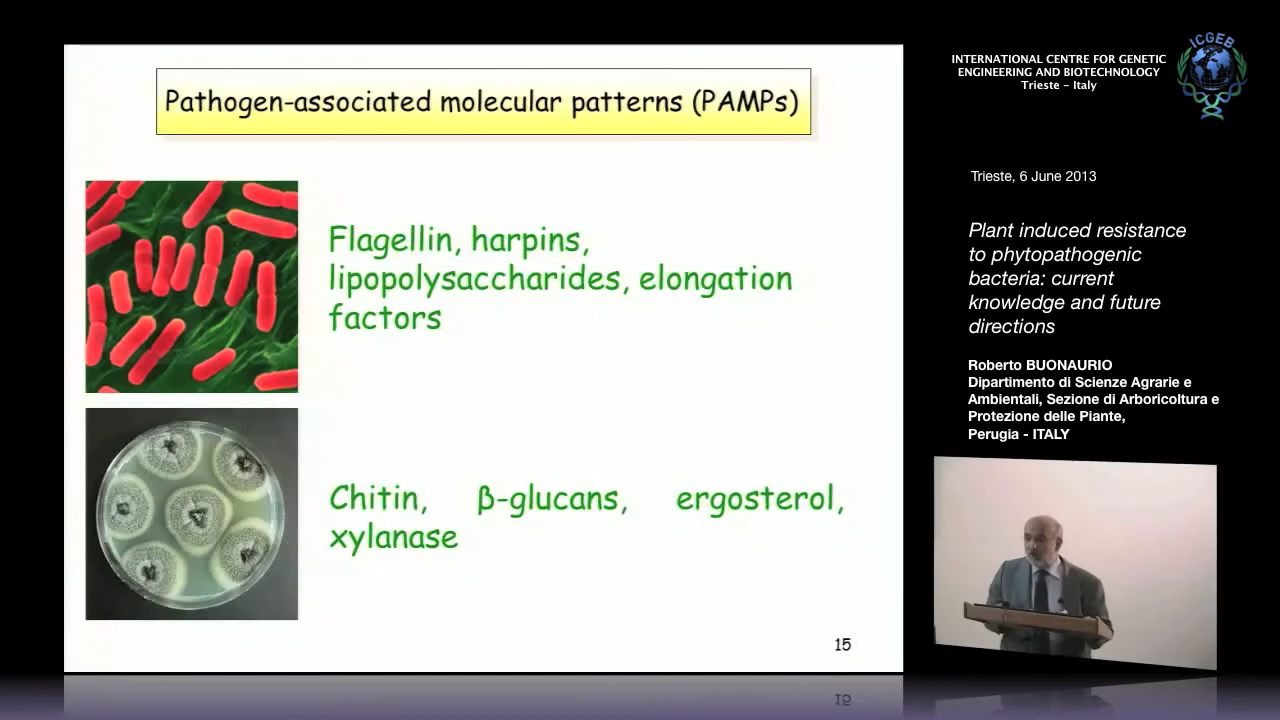 Pathogen-associated molecular patterns (PAMPs)
Flagellin, harpins,
lipopolysaccharides, elongation
factors
Chitin, β-glucans, ergosterol,
xylanase
15
INTERNATIONAL CENTRE FOR GENETIC
ENGINEERING AND BIOTECHNOLOGY
Trieste - Italy
ICGEB
Trieste, 6 June 2013
Plant induced resistance
to phytopathogenic
bacteria: current
knowledge and future
directions
Roberto BUONAURIO
Dipartimento di Scienze Agrarie e
Ambientali, Sezione di Arboricoltura e
Protezione delle Piante,
Perugia - ITALY